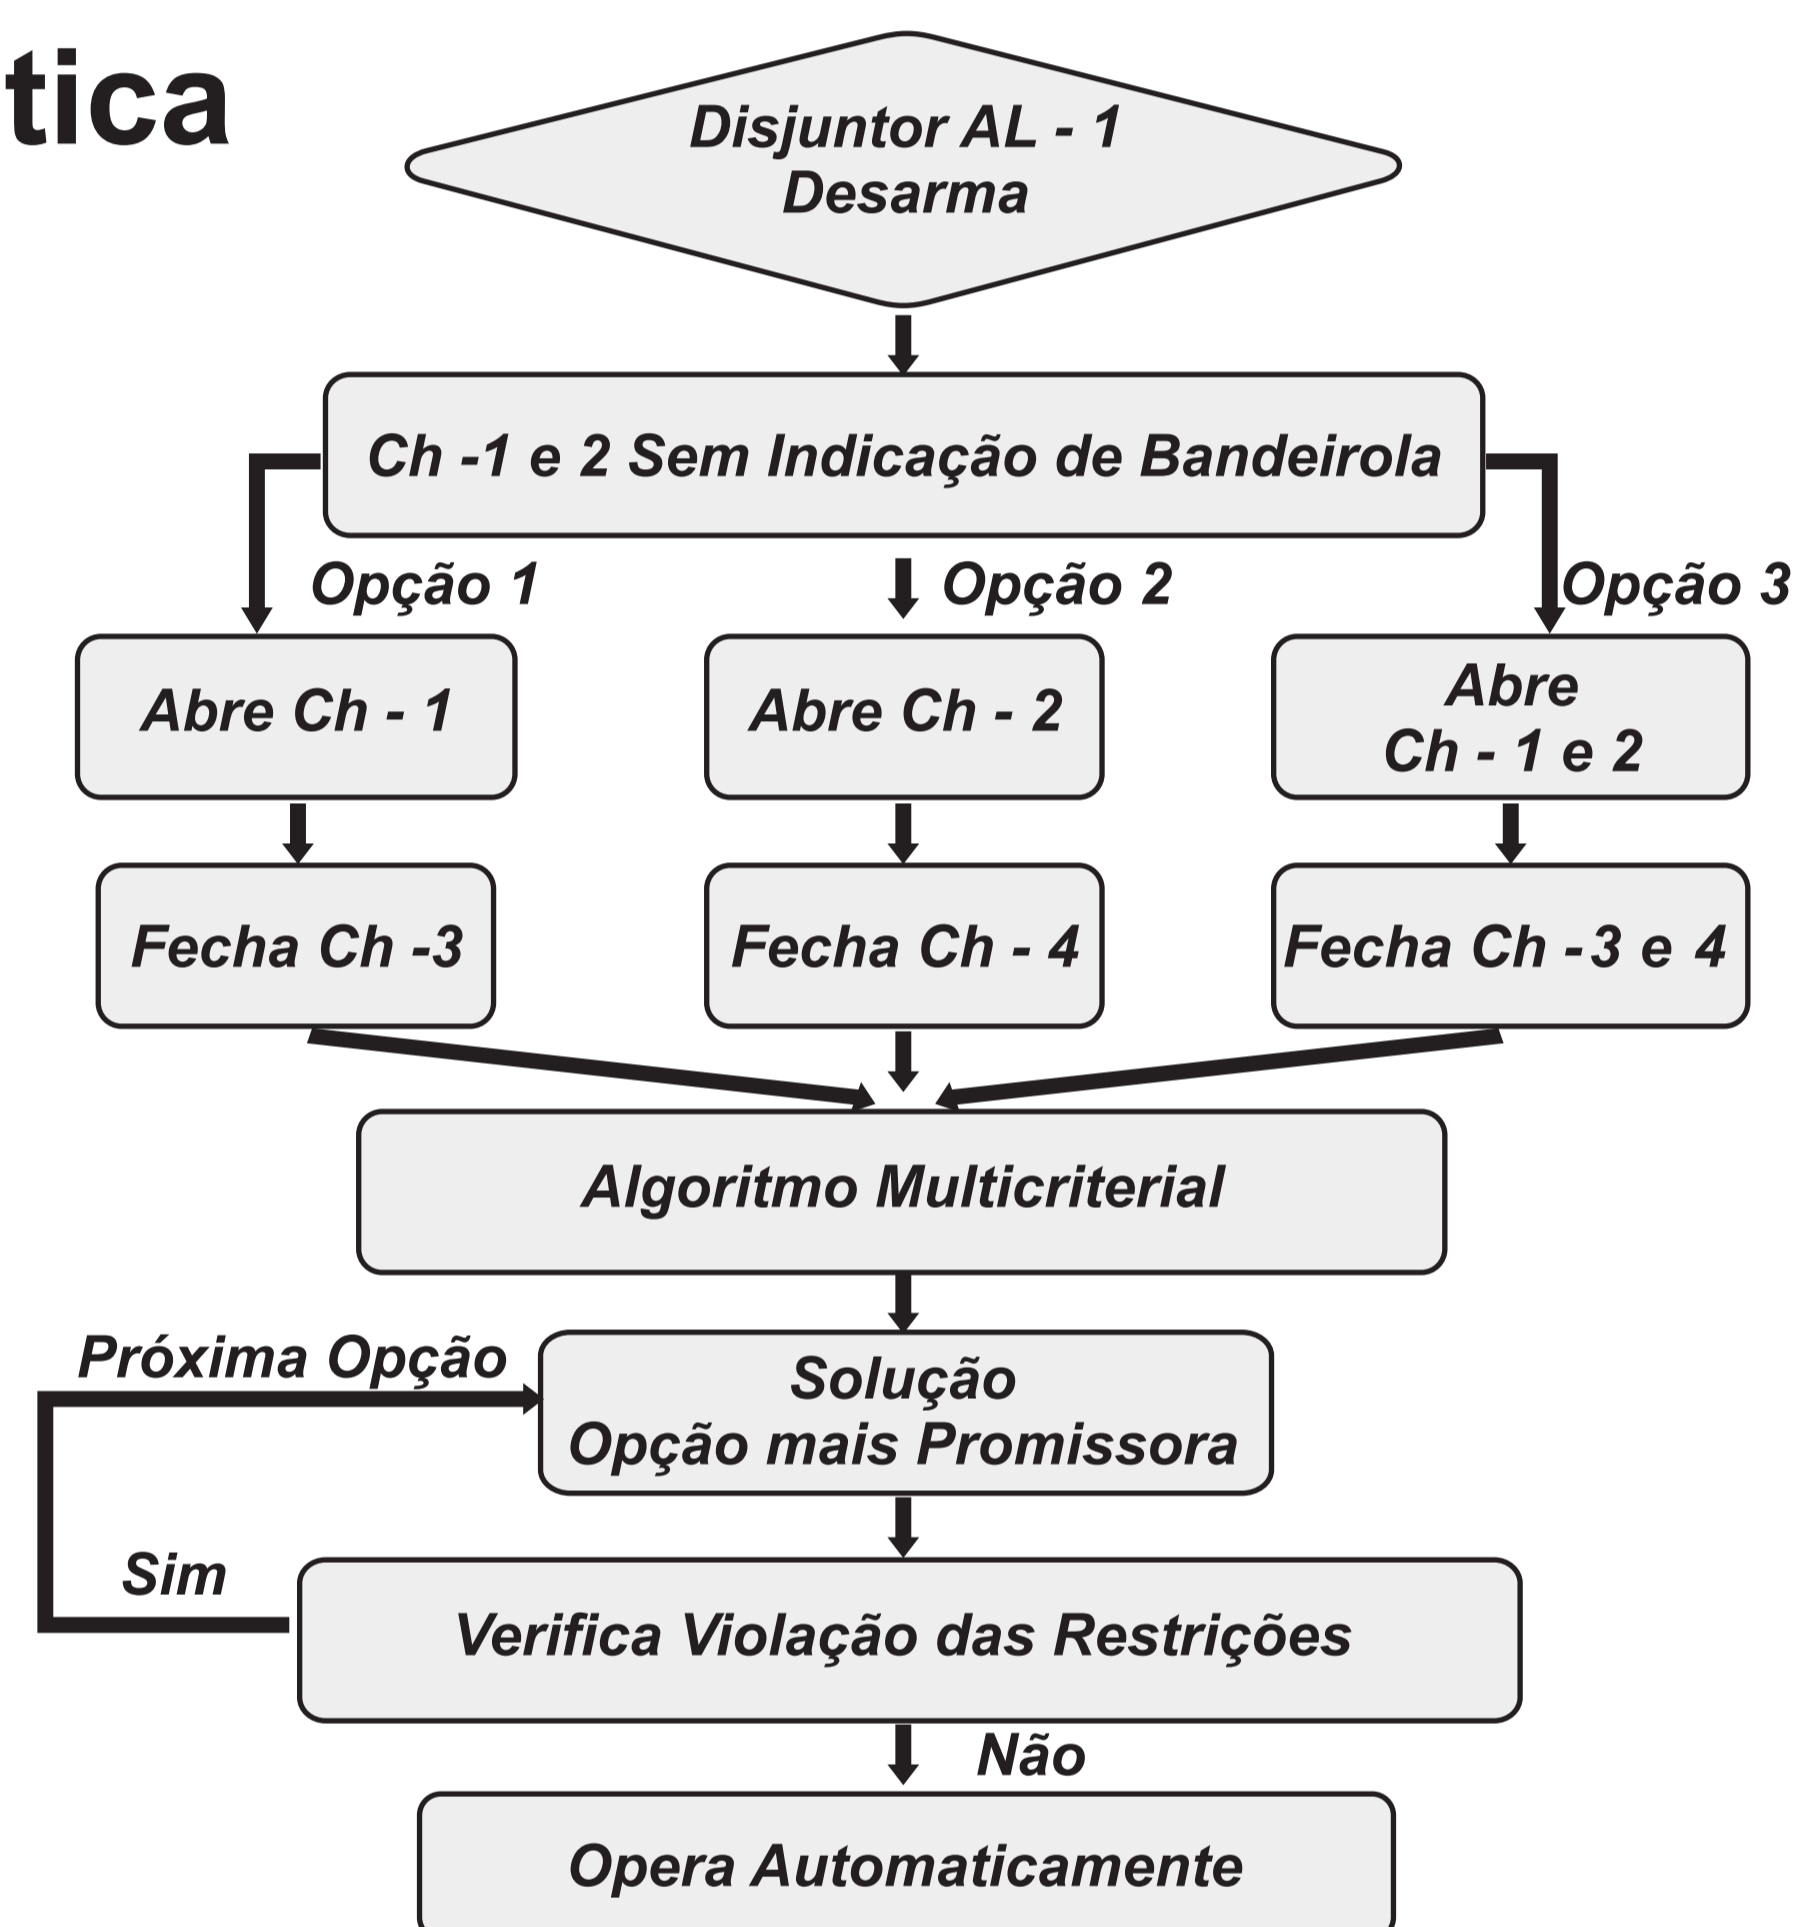 tica
Disjuntor AL - 1
Desarma
Ch -1 e 2 Sem Indicação de Bandeirola
Opção 1
Opção 2
Opção 3
Abre Ch - 1
Abre Ch - 2
Abre
Ch - 1 e 2
Fecha Ch -3
Fecha Ch - 4
Fecha Ch - 3 e 4
Algoritmo Multicriterial
Próxima Opção
Solução
Opção mais Promissora
Sim
Verifica Violação das Restrições
Não
Opera Automaticamente